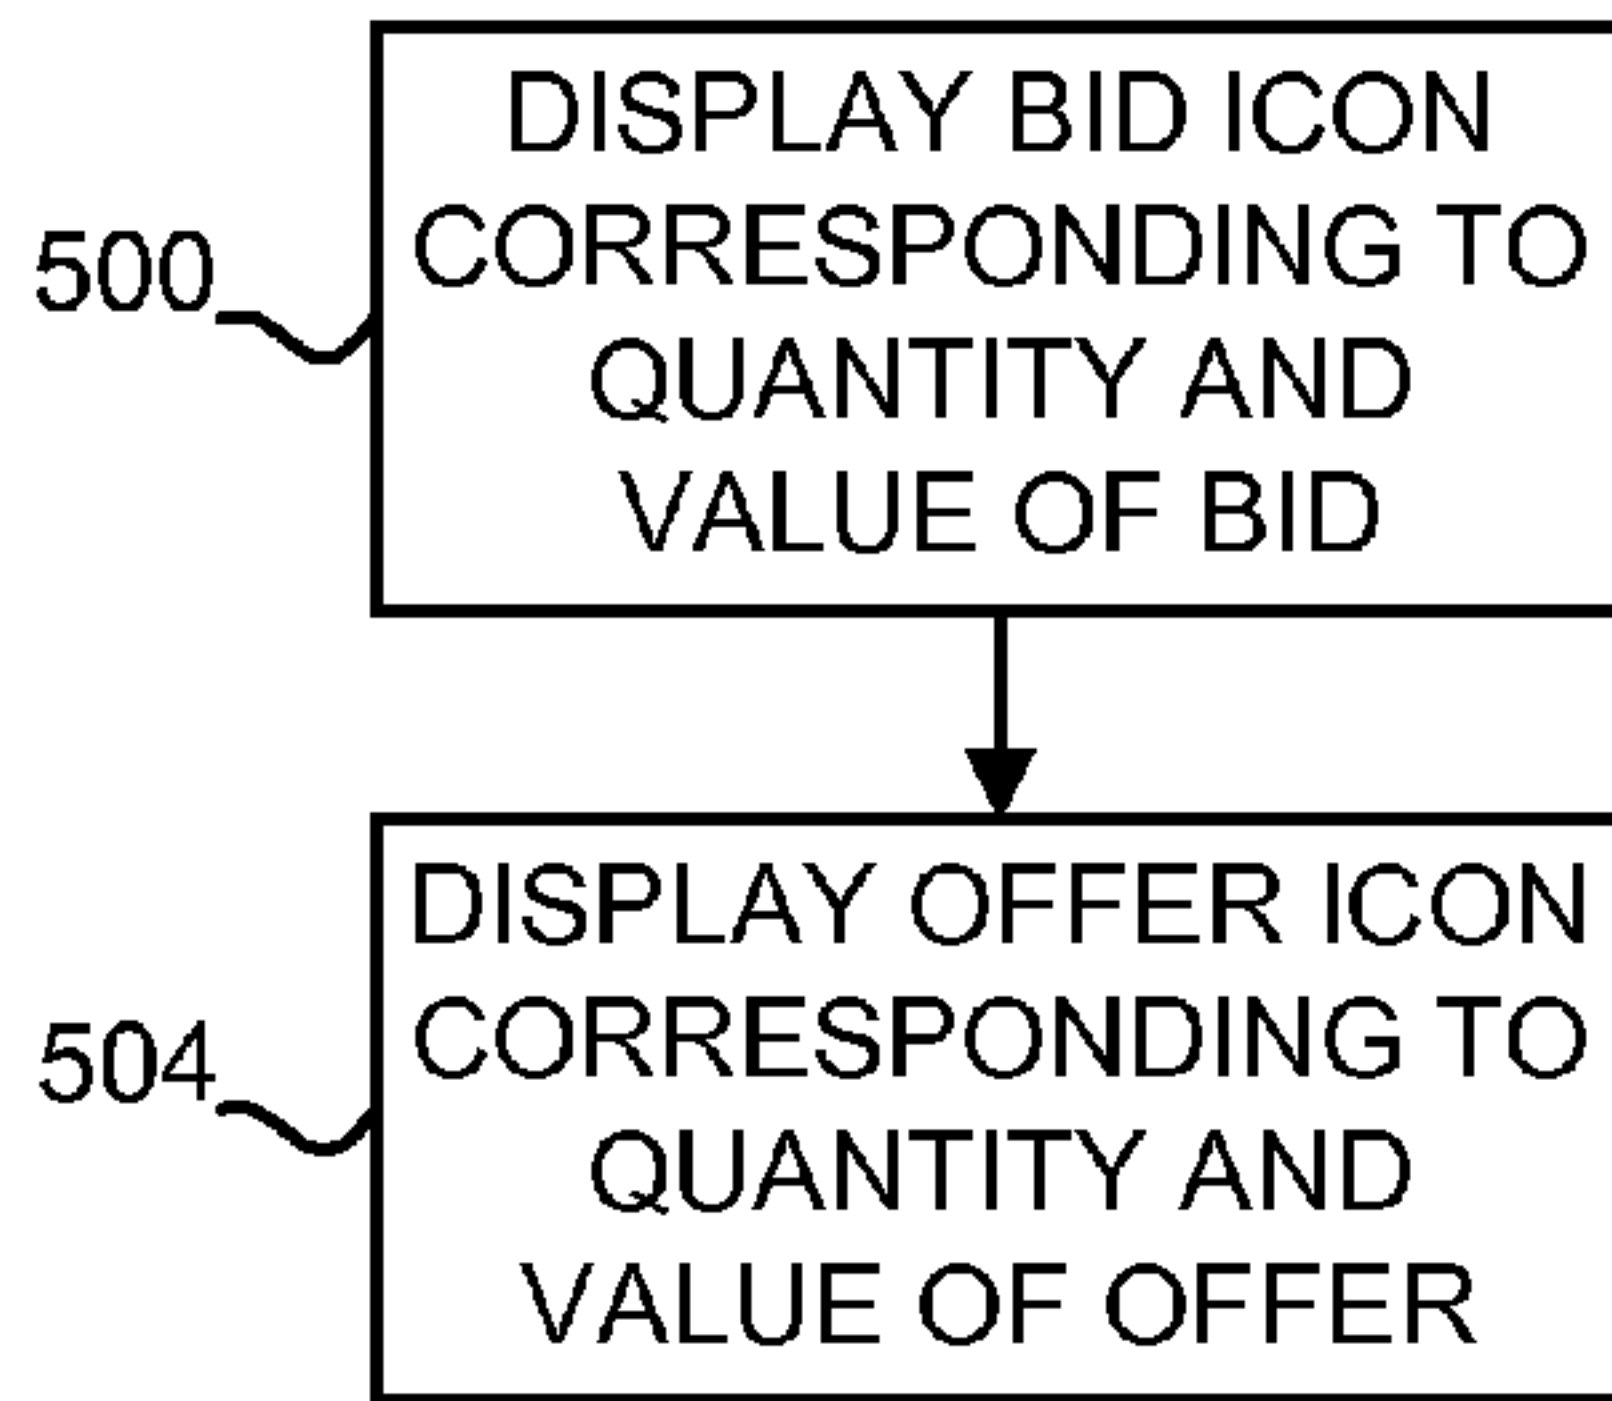 500
DISPLAY BID ICON
CORRESPONDING TO
QUANTITY AND
VALUE OF BID
504
DISPLAY OFFER ICON
CORRESPONDING TO
QUANTITY AND
VALUE OF OFFER